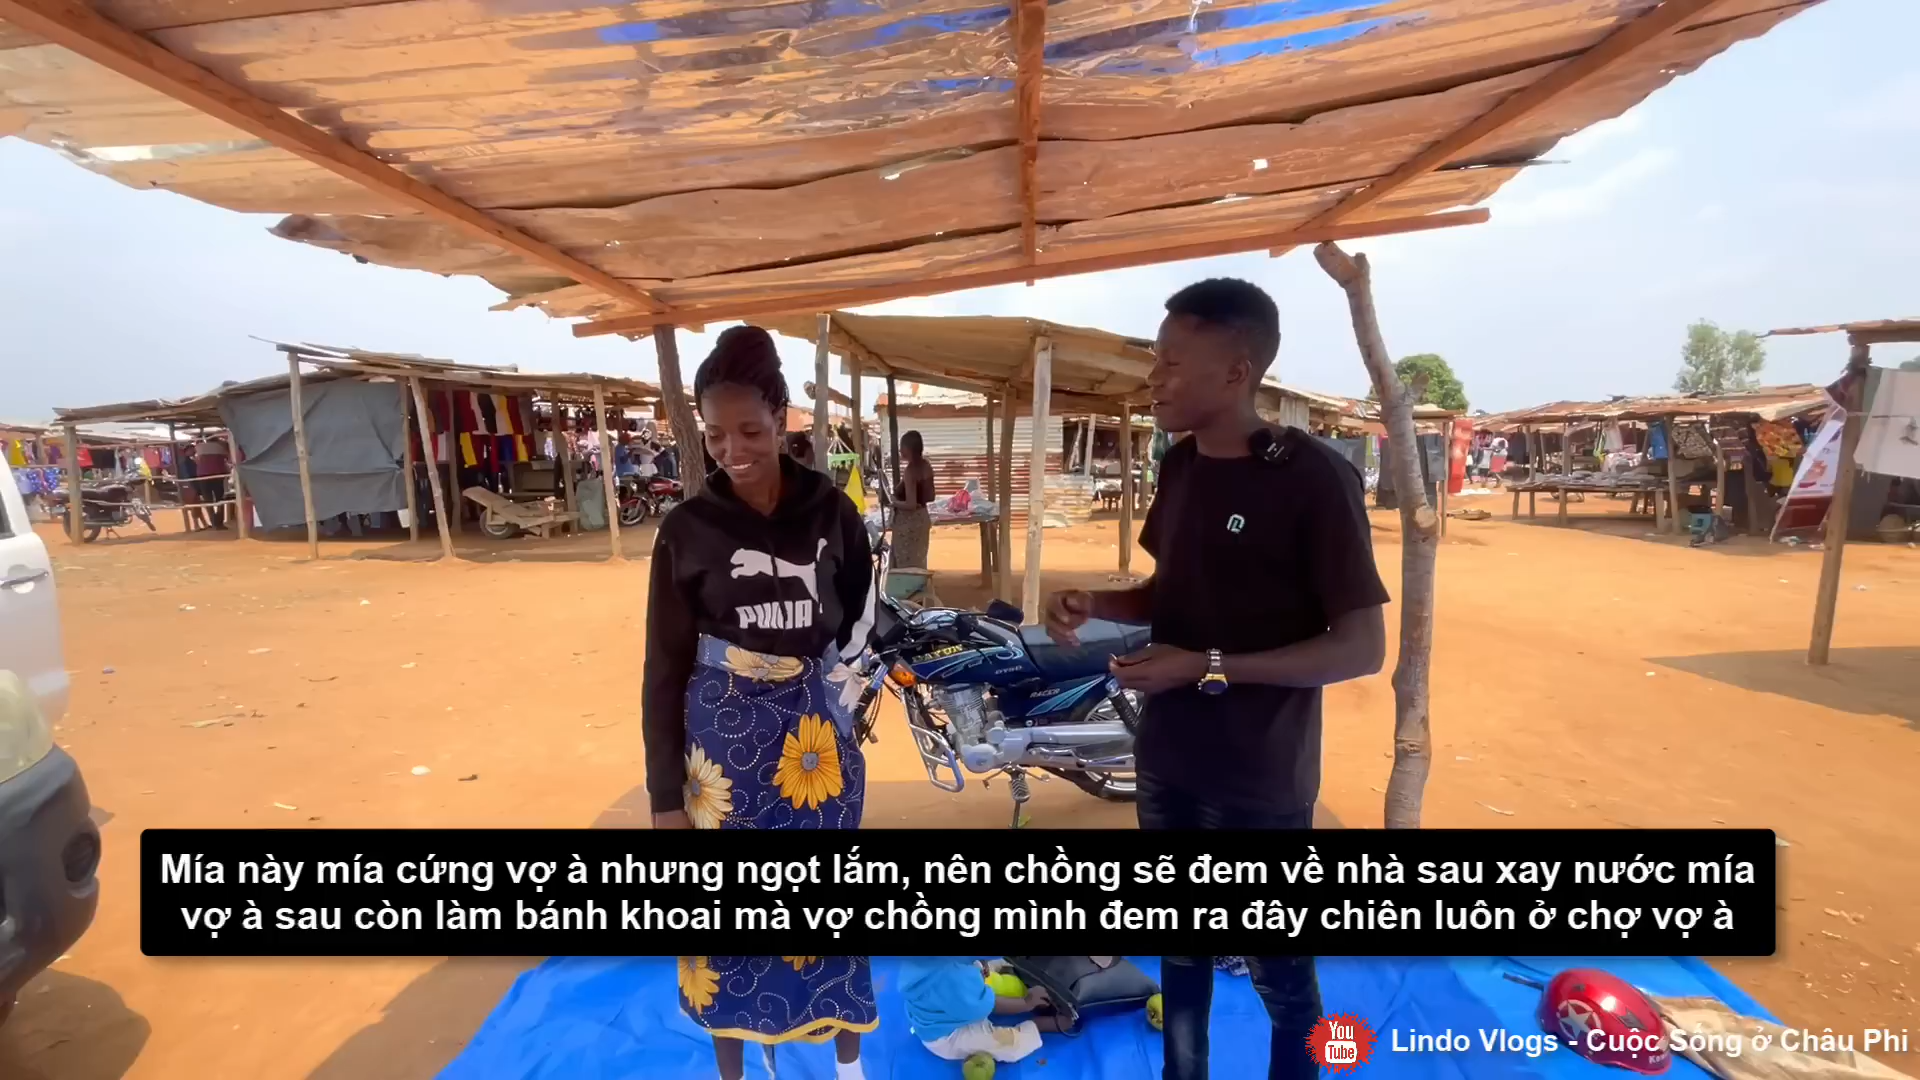 PUMA
DAYUN
RACER
Mía này mía cứng vợ à nhưng ngọt lắm, nên chồng sẽ đem về nhà sau xay nước mía
vợ à sau còn làm bánh khoai mà vợ chồng mình đem ra đây chiên luôn ở chợ vợ à
You
Tube
Lindo Vlogs - Cuộc Sống ở Châu Phi